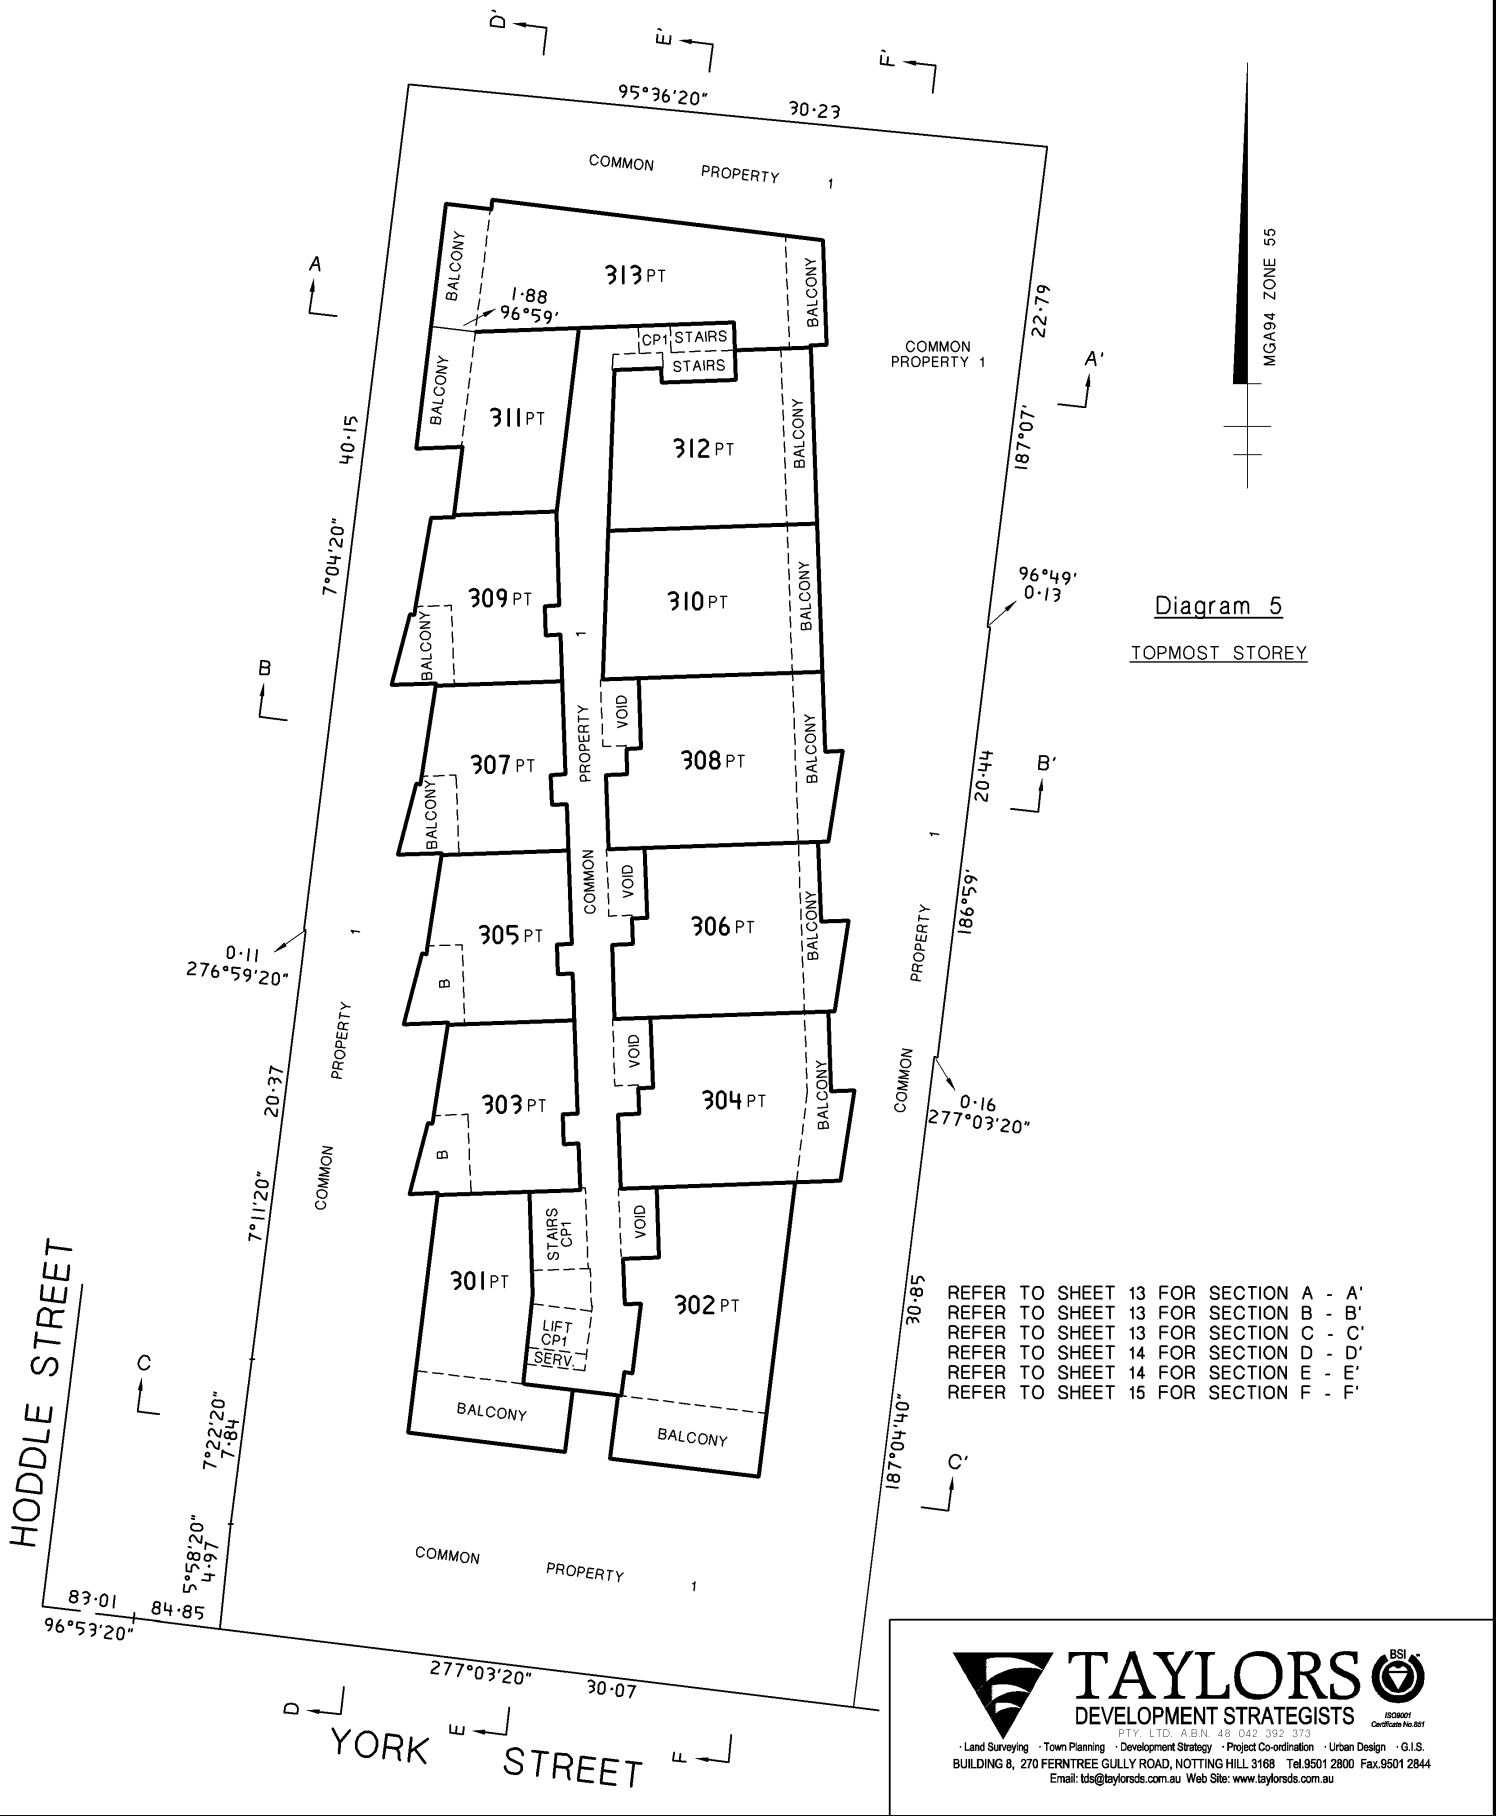 D'
E'
F'
95°36'20"
30·23
COMMON PROPERTY 1
MGA94 ZONE 55
BALCONY
313 PT
BALCONY
A
1·88
96°59'
22·79
CP1 STAIRS
STAIRS
COMMON
PROPERTY 1
A'
BALCONY
311 PT
312 PT
BALCONY
40·15
187°07'
7°04'20"
309 PT
BALCONY
1
310 PT
BALCONY
96°49'
0·13
Diagram 5
TOPMOST STOREY
B
307 PT
BALCONY
COMMON PROPERTY
VOID
308 PT
BALCONY
20·44
B'
305 PT
B
VOID
306 PT
BALCONY
186°59'
COMMON PROPERTY 1
0·11
276°59'20"
COMMON PROPERTY 1
303 PT
B
VOID
304 PT
BALCONY
0·16
277°03'20"
20·37
7°11'20"
301 PT
STAIRS
CP1
VOID
302 PT
LIFT
CP1
SERV.
BALCONY
BALCONY
30·85
187°04'40"
REFER TO SHEET 13 FOR SECTION A - A'
REFER TO SHEET 13 FOR SECTION B - B'
REFER TO SHEET 13 FOR SECTION C - C'
REFER TO SHEET 14 FOR SECTION D - D'
REFER TO SHEET 14 FOR SECTION E - E'
REFER TO SHEET 15 FOR SECTION F - F'
HODDLE STREET
C
C'
7°22'20"
7·84
5°58'20"
4·97
COMMON PROPERTY 1
83·01
84·85
96°53'20"
277°03'20"
30·07
D
E
F
YORK STREET
TAYLORS
BSI
DEVELOPMENT STRATEGISTS
ISO9001
Certificate No.851
PTY. LTD. A.B.N. 48 042 392 373
· Land Surveying · Town Planning · Development Strategy · Project Co-ordination · Urban Design · G.I.S.
BUILDING 8, 270 FERNTREE GULLY ROAD, NOTTING HILL 3168 Tel.9501 2800 Fax.9501 2844
Email: tds@taylorsds.com.au Web Site: www.taylorsds.com.au